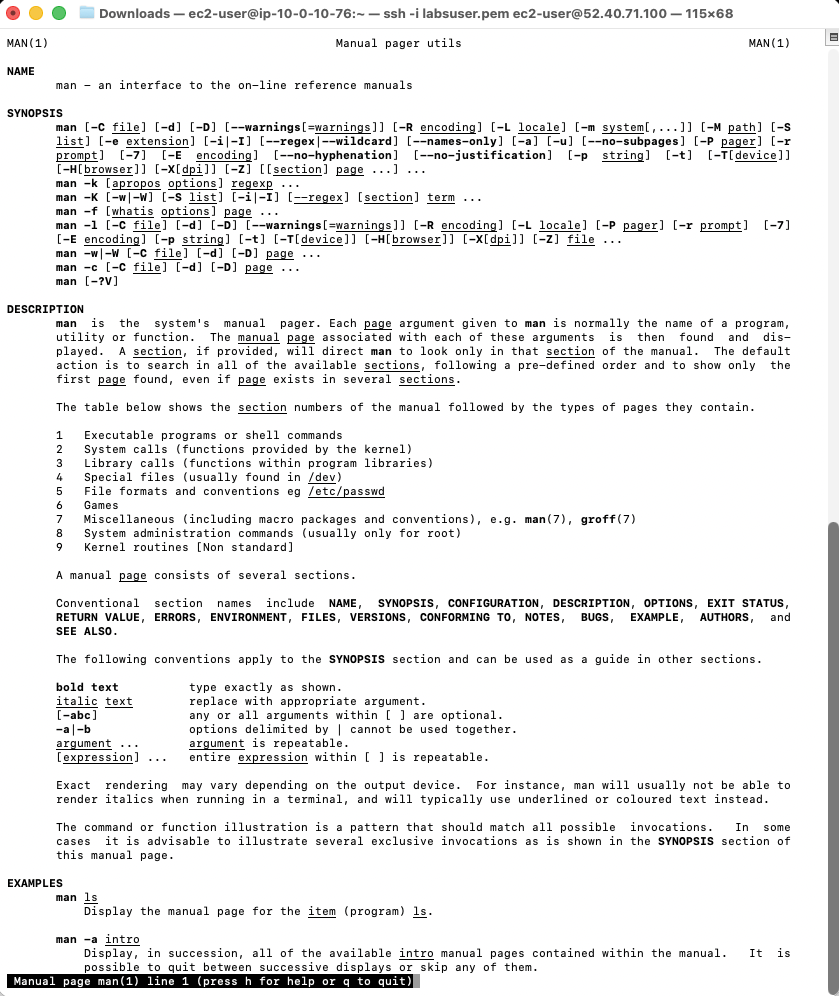 Downloads — ec2-user@ip-10-0-10-76:~ — ssh -i labsuser.pem ec2-user@52.40.71.100 — 115×68
MAN(1) Manual pager utils MAN(1)
NAME
man - an interface to the on-line reference manuals
SYNOPSIS
man [-C file] [-d] [-D] [--warnings[=warnings]] [-R encoding] [-L locale] [-m system[,...]] [-M path] [-S
list] [-e extension] [-i|-I] [--regex|--wildcard] [--names-only] [-a] [-u] [--no-subpages] [-P pager] [-r
prompt] [-7] [-E encoding] [--no-hyphenation] [--no-justification] [-p string] [-t] [-T[device]]
[-H[browser]] [-X[dpi]] [-Z] [[section] page ...] ...
man -k [apropos options] regexp ...
man -K [-w|-W] [-S list] [-i|-I] [--regex] [section] term ...
man -f [whatis options] page ...
man -l [-C file] [-d] [-D] [--warnings[=warnings]] [-R encoding] [-L locale] [-P pager] [-r prompt] [-7]
[-E encoding] [-p string] [-t] [-T[device]] [-H[browser]] [-X[dpi]] [-Z] file ...
man -w|-W [-C file] [-d] [-D] page ...
man -c [-C file] [-d] [-D] page ...
man [-?V]
DESCRIPTION
man is the system's manual pager. Each page argument given to man is normally the name of a program,
utility or function. The manual page associated with each of these arguments is then found and dis-
played. A section, if provided, will direct man to look only in that section of the manual. The default
action is to search in all of the available sections, following a pre-defined order and to show only the
first page found, even if page exists in several sections.
The table below shows the section numbers of the manual followed by the types of pages they contain.
1 Executable programs or shell commands
2 System calls (functions provided by the kernel)
3 Library calls (functions within program libraries)
4 Special files (usually found in /dev)
5 File formats and conventions eg /etc/passwd
6 Games
7 Miscellaneous (including macro packages and conventions), e.g. man(7), groff(7)
8 System administration commands (usually only for root)
9 Kernel routines [Non standard]
A manual page consists of several sections.
Conventional section names include NAME, SYNOPSIS, CONFIGURATION, DESCRIPTION, OPTIONS, EXIT STATUS,
RETURN VALUE, ERRORS, ENVIRONMENT, FILES, VERSIONS, CONFORMING TO, NOTES, BUGS, EXAMPLE, AUTHORS, and
SEE ALSO.
The following conventions apply to the SYNOPSIS section and can be used as a guide in other sections.
bold text type exactly as shown.
italic text replace with appropriate argument.
[-abc] any or all arguments within [ ] are optional.
-a|-b options delimited by | cannot be used together.
argument ... argument is repeatable.
[expression] ... entire expression within [ ] is repeatable.
Exact rendering may vary depending on the output device. For instance, man will usually not be able to
render italics when running in a terminal, and will typically use underlined or coloured text instead.
The command or function illustration is a pattern that should match all possible invocations. In some
cases it is advisable to illustrate several exclusive invocations as is shown in the SYNOPSIS section of
this manual page.
EXAMPLES
man ls
Display the manual page for the item (program) ls.
man -a intro
Display, in succession, all of the available intro manual pages contained within the manual. It is
possible to quit between successive displays or skip any of them.
Manual page man(1) line 1 (press h for help or q to quit)